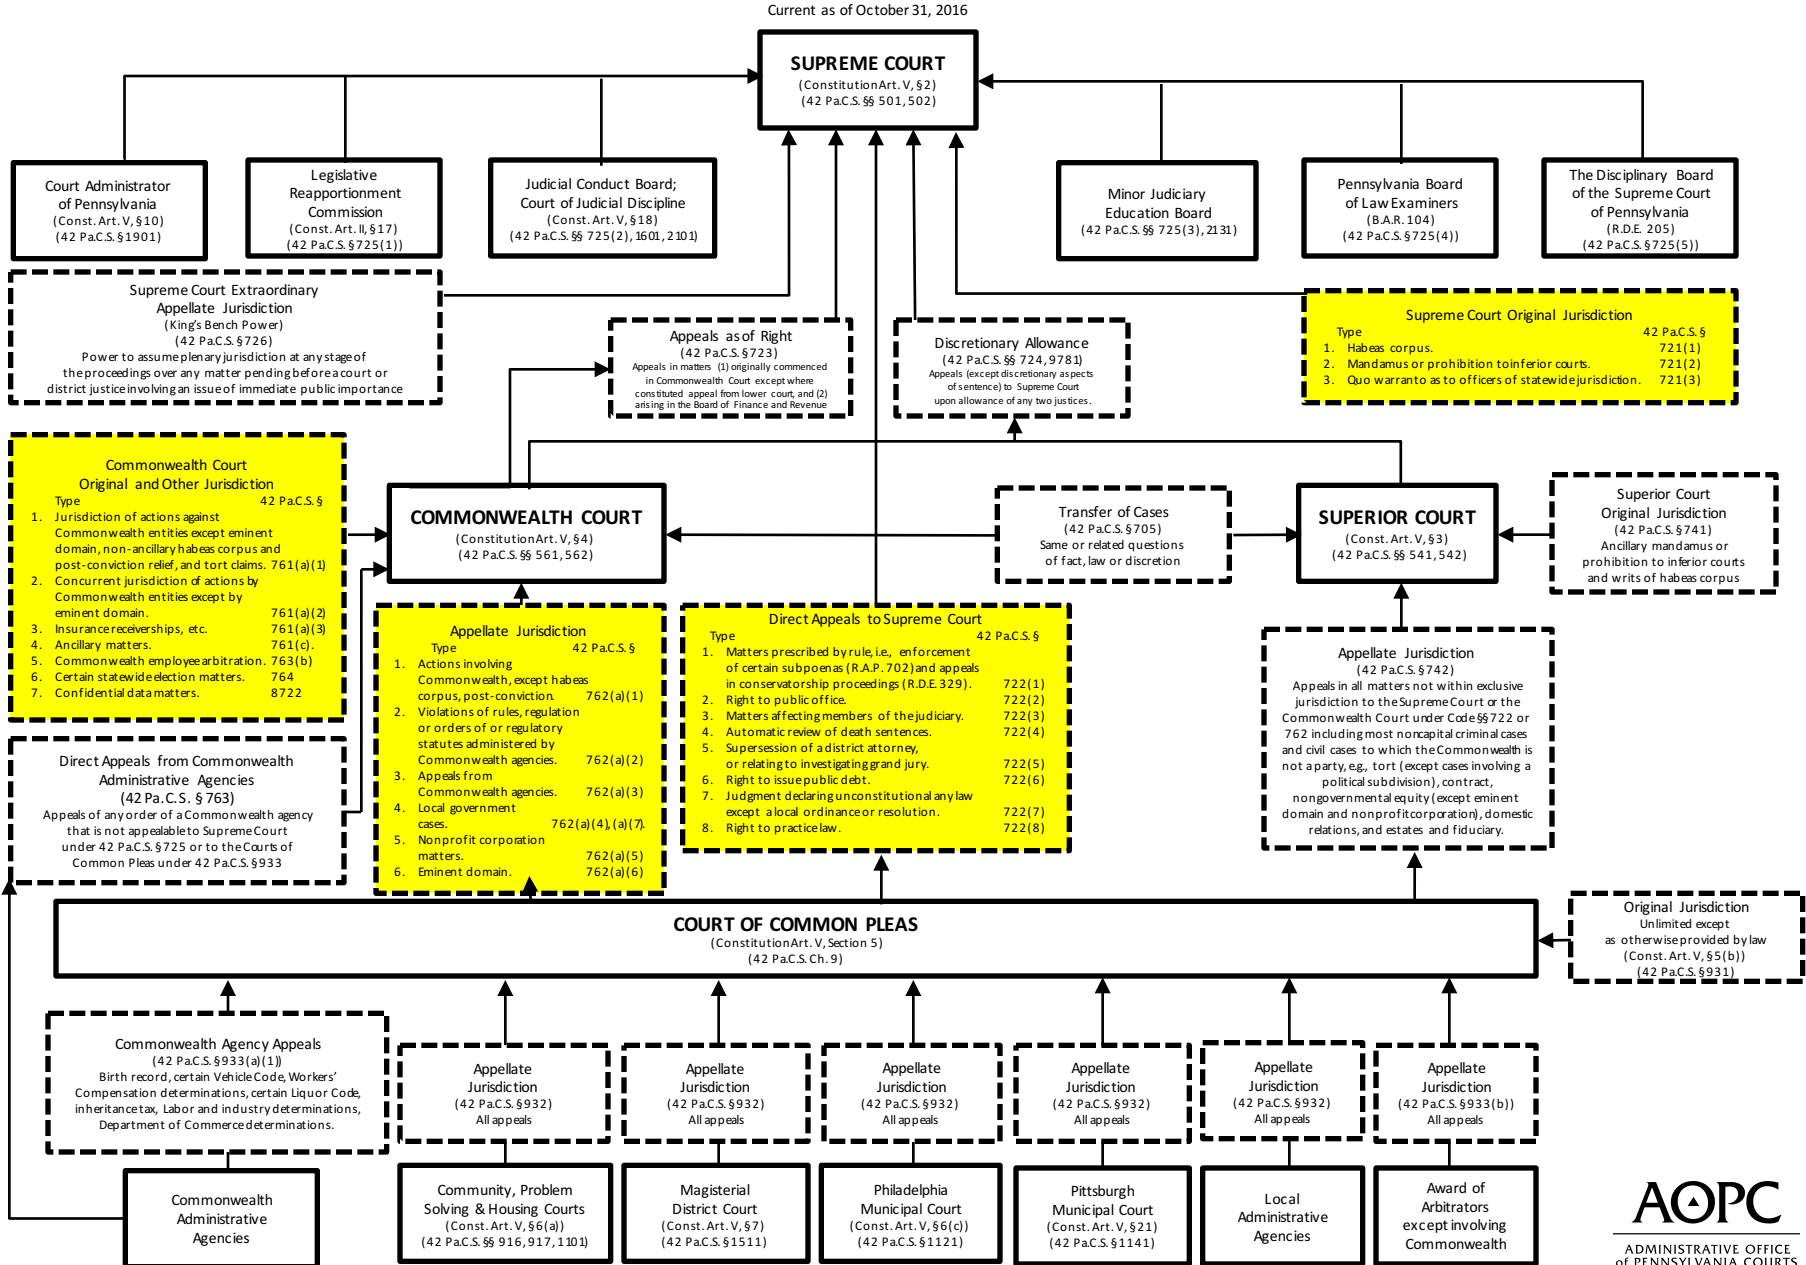 Current as of October 31, 2016
SUPREME COURT
(Constitution Art. V, §2)
(42 Pa.C.S. §§ 501, 502)
Court Administrator
of Pennsylvania
(Const. Art. V, §10)
(42 Pa.C.S. §1901)
Legislative
Reapportionment
Commission
(Const. Art. II, §17)
(42 Pa.C.S. §725(1))
Judicial Conduct Board;
Court of Judicial Discipline
(Const. Art. V, §18)
(42 Pa.C.S. §§ 725(2), 1601, 2101)
Minor Judiciary
Education Board
(42 Pa.C.S. §§ 725(3), 2131)
Pennsylvania Board
of Law Examiners
(B.A.R. 104)
(42 Pa.C.S. §725(4))
The Disciplinary Board
of the Supreme Court
of Pennsylvania
(R.D.E. 205)
(42 Pa.C.S. §725(5))
Supreme Court Extraordinary
Appellate Jurisdiction
(King's Bench Power)
(42 Pa.C.S. §726)
Power to assume plenary jurisdiction at any stage of
the proceedings over any matter pending before a court or
district justice involving an issue of immediate public importance
Appeals as of Right
(42 Pa.C.S. §723)
Appeals in matters (1) originally commenced
in Commonwealth Court except where
constituted appeal from lower court, and (2)
arising in the Board of Finance and Revenue
Discretionary Allowance
(42 Pa.C.S. §§ 724, 9781)
Appeals (except discretionary aspects
of sentence) to Supreme Court
upon allowance of any two justices.
Supreme Court Original Jurisdiction
Type 42 Pa.C.S. §
1. Habeas corpus. 721(1)
2. Mandamus or prohibition to inferior courts. 721(2)
3. Quo warranto as to officers of statewide jurisdiction. 721(3)
Commonwealth Court
Original and Other Jurisdiction
Type 42 Pa.C.S. §
1. Jurisdiction of actions against
Commonwealth entities except eminent
domain, non-ancillary habeas corpus and
post-conviction relief, and tort claims. 761(a)(1)
2. Concurrent jurisdiction of actions by
Commonwealth entities except by
eminent domain. 761(a)(2)
3. Insurance receiverships, etc. 761(a)(3)
4. Ancillary matters. 761(c).
5. Commonwealth employee arbitration. 763(b)
6. Certain statewide election matters. 764
7. Confidential data matters. 8722
COMMONWEALTH COURT
(Constitution Art. V, §4)
(42 Pa.C.S. §§ 561, 562)
Transfer of Cases
(42 Pa.C.S. §705)
Same or related questions
of fact, law or discretion
SUPERIOR COURT
(Const. Art. V, §3)
(42 Pa.C.S. §§ 541, 542)
Superior Court
Original Jurisdiction
(42 Pa.C.S. §741)
Ancillary mandamus or
prohibition to inferior courts
and writs of habeas corpus
Direct Appeals from Commonwealth
Administrative Agencies
(42 Pa.C.S. § 763)
Appeals of any order of a Commonwealth agency
that is not appealable to Supreme Court
under 42 Pa.C.S. §725 or to the Courts of
Common Pleas under 42 Pa.C.S. §933
Appellate Jurisdiction
Type 42 Pa.C.S. §
1. Actions involving
Commonwealth, except habeas
corpus, post-conviction. 762(a)(1)
2. Violations of rules, regulation
or orders of or regulatory
statutes administered by
Commonwealth agencies. 762(a)(2)
3. Appeals from
Commonwealth agencies. 762(a)(3)
4. Local government
cases. 762(a)(4), (a)(7).
5. Nonprofit corporation
matters. 762(a)(5)
6. Eminent domain. 762(a)(6)
Direct Appeals to Supreme Court
Type 42 Pa.C.S. §
1. Matters prescribed by rule, i.e., enforcement
of certain subpoenas (R.A.P. 702) and appeals
in conservatorship proceedings (R.D.E. 329). 722(1)
2. Right to public office. 722(2)
3. Matters affecting members of the judiciary. 722(3)
4. Automatic review of death sentences. 722(4)
5. Supersession of a district attorney,
or relating to investigating grand jury. 722(5)
6. Right to issue public debt. 722(6)
7. Judgment declaring unconstitutional any law
except a local ordinance or resolution. 722(7)
8. Right to practice law. 722(8)
Appellate Jurisdiction
(42 Pa.C.S. §742)
Appeals in all matters not within exclusive
jurisdiction to the Supreme Court or the
Commonwealth Court under Code §§722 or
762 including most noncapital criminal cases
and civil cases to which the Commonwealth is
not a party, e.g., tort (except cases involving a
political subdivision), contract,
nongovernmental equity (except eminent
domain and nonprofit corporation), domestic
relations, and estates and fiduciary.
COURT OF COMMON PLEAS
(Constitution Art. V, Section 5)
(42 Pa.C.S. Ch. 9)
Original Jurisdiction
Unlimited except
as otherwise provided by law
(Const. Art. V, §5(b))
(42 Pa.C.S. §931)
Commonwealth Agency Appeals
(42 Pa.C.S. §933(a)(1))
Birth record, certain Vehicle Code, Workers'
Compensation determinations, certain Liquor Code,
inheritance tax, Labor and industry determinations,
Department of Commerce determinations.
Appellate
Jurisdiction
(42 Pa.C.S. §932)
All appeals
Appellate
Jurisdiction
(42 Pa.C.S. §932)
All appeals
Appellate
Jurisdiction
(42 Pa.C.S. §932)
All appeals
Appellate
Jurisdiction
(42 Pa.C.S. §932)
All appeals
Appellate
Jurisdiction
(42 Pa.C.S. §932)
All appeals
Appellate
Jurisdiction
(42 Pa.C.S. §933(b))
All appeals
Commonwealth
Administrative
Agencies
Community, Problem
Solving & Housing Courts
(Const. Art. V, §6(a))
(42 Pa.C.S. §§ 916, 917, 1101)
Magisterial
District Court
(Const. Art. V, §7)
(42 Pa.C.S. §1511)
Philadelphia
Municipal Court
(Const. Art. V, §6(c))
(42 Pa.C.S. §1121)
Pittsburgh
Municipal Court
(Const. Art. V, §21)
(42 Pa.C.S. §1141)
Local
Administrative
Agencies
Award of
Arbitrators
except involving
Commonwealth
AOPC
ADMINISTRATIVE OFFICE
of PENNSYLVANIA COURTS